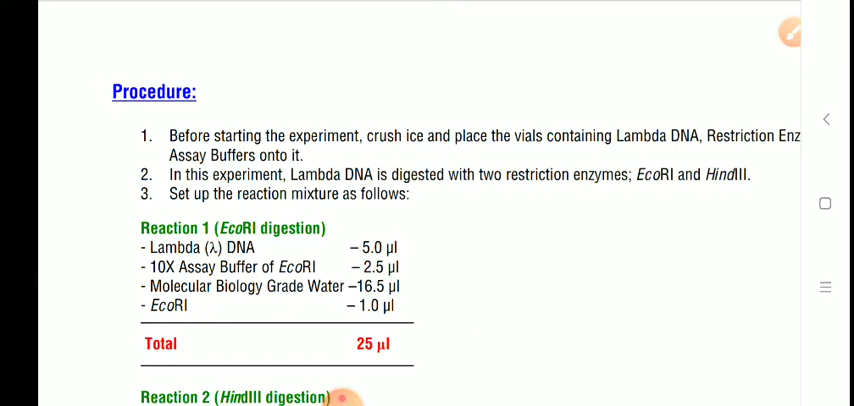 Procedure:
1. Before starting the experiment, crush ice and place the vials containing Lambda DNA, Restriction Enz
Assay Buffers onto it.
2. In this experiment, Lambda DNA is digested with two restriction enzymes; EcoRI and HindIII.
3. Set up the reaction mixture as follows:
Reaction 1 (EcoRI digestion)
- Lambda (λ) DNA – 5.0 µl
- 10X Assay Buffer of EcoRI – 2.5 µl
- Molecular Biology Grade Water –16.5 µl
- EcoRI – 1.0 µl
Total 25 µl
Reaction 2 (HindIII digestion)